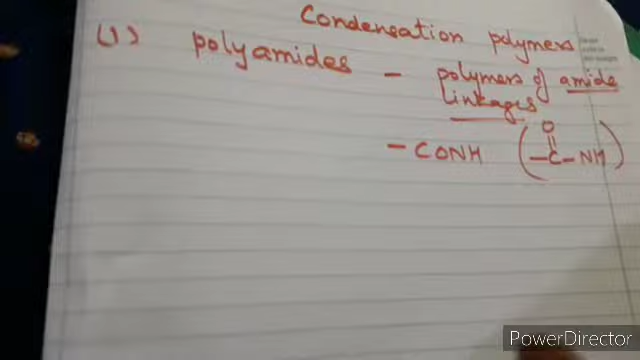 Condensation polymers
(1) polyamides - polymers of amide
linkages
- CONH ( O
-C-NH )
PowerDirector